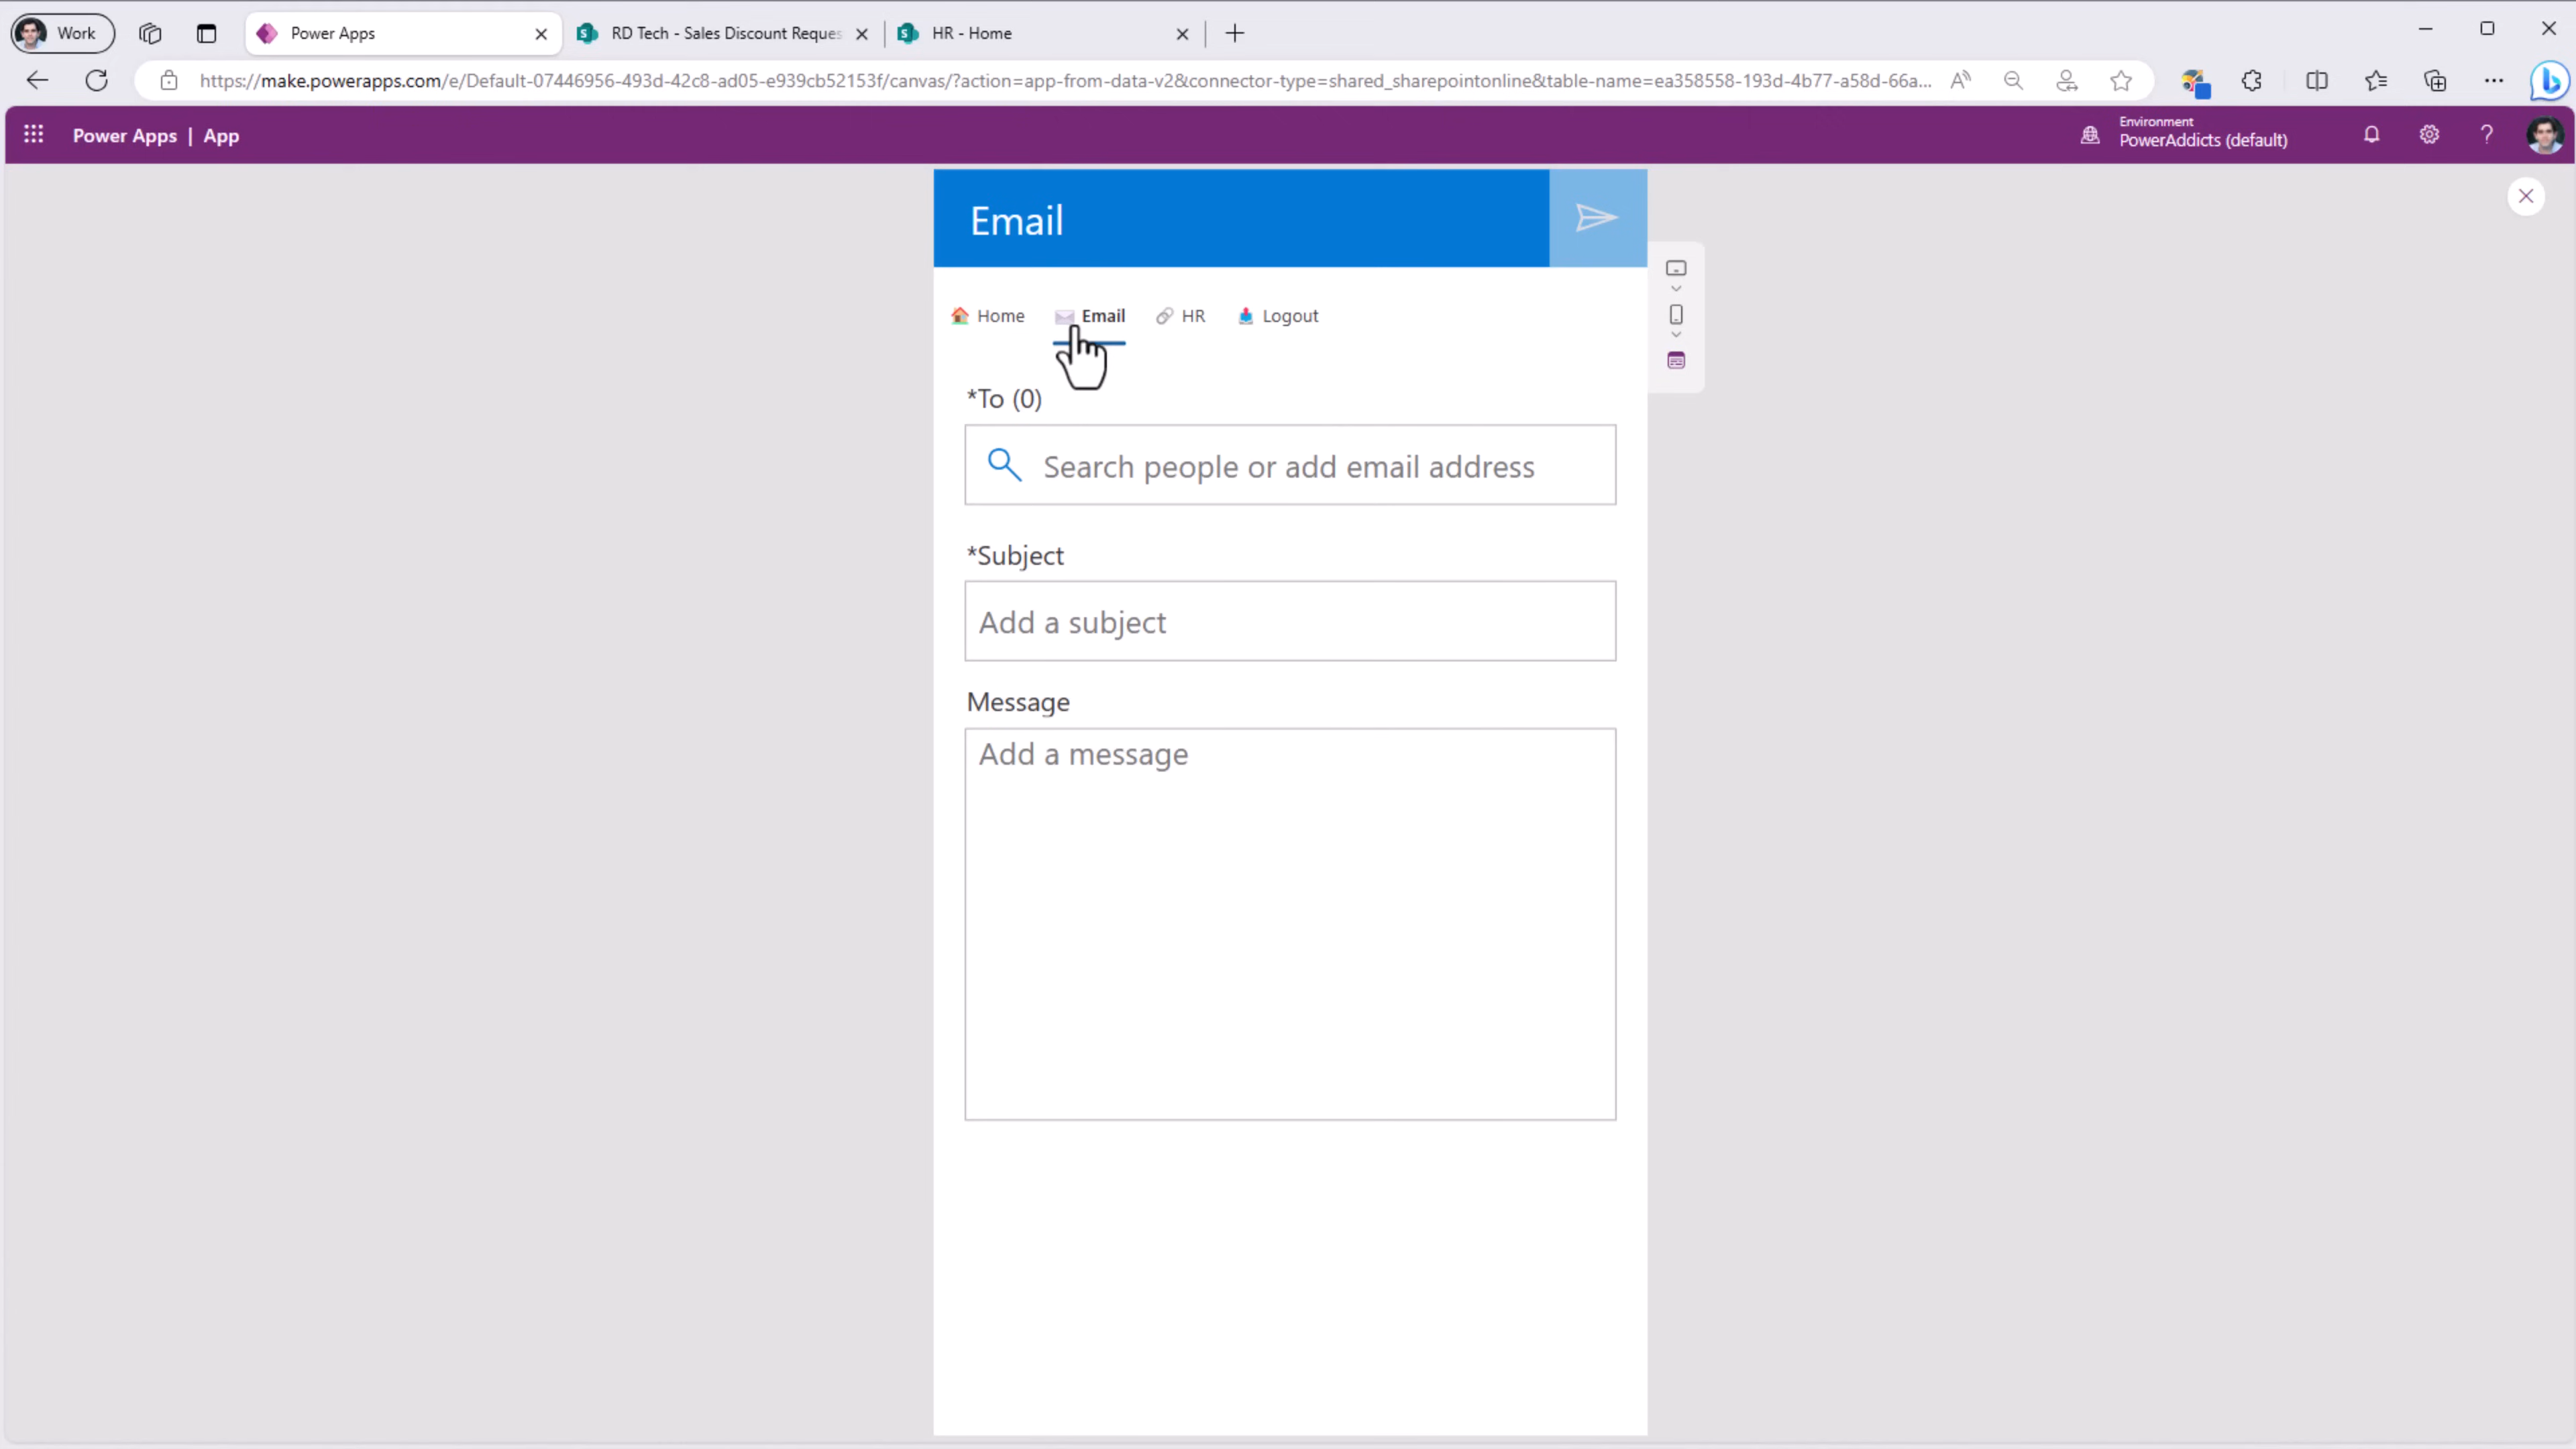 Work
Power Apps
RD Tech - Sales Discount Reques
HR - Home
https://make.powerapps.com/e/Default-07446956-493d-42c8-ad05-e939cb52153f/canvas/?action=app-from-data-v2&connector-type=shared_sharepointonline&table-name=ea358558-193d-4b77-a58d-66a...
Power Apps | App
Environment
PowerAddicts (default)
Email
Home
Email
HR
Logout
*To (0)
Search people or add email address
*Subject
Add a subject
Message
Add a message